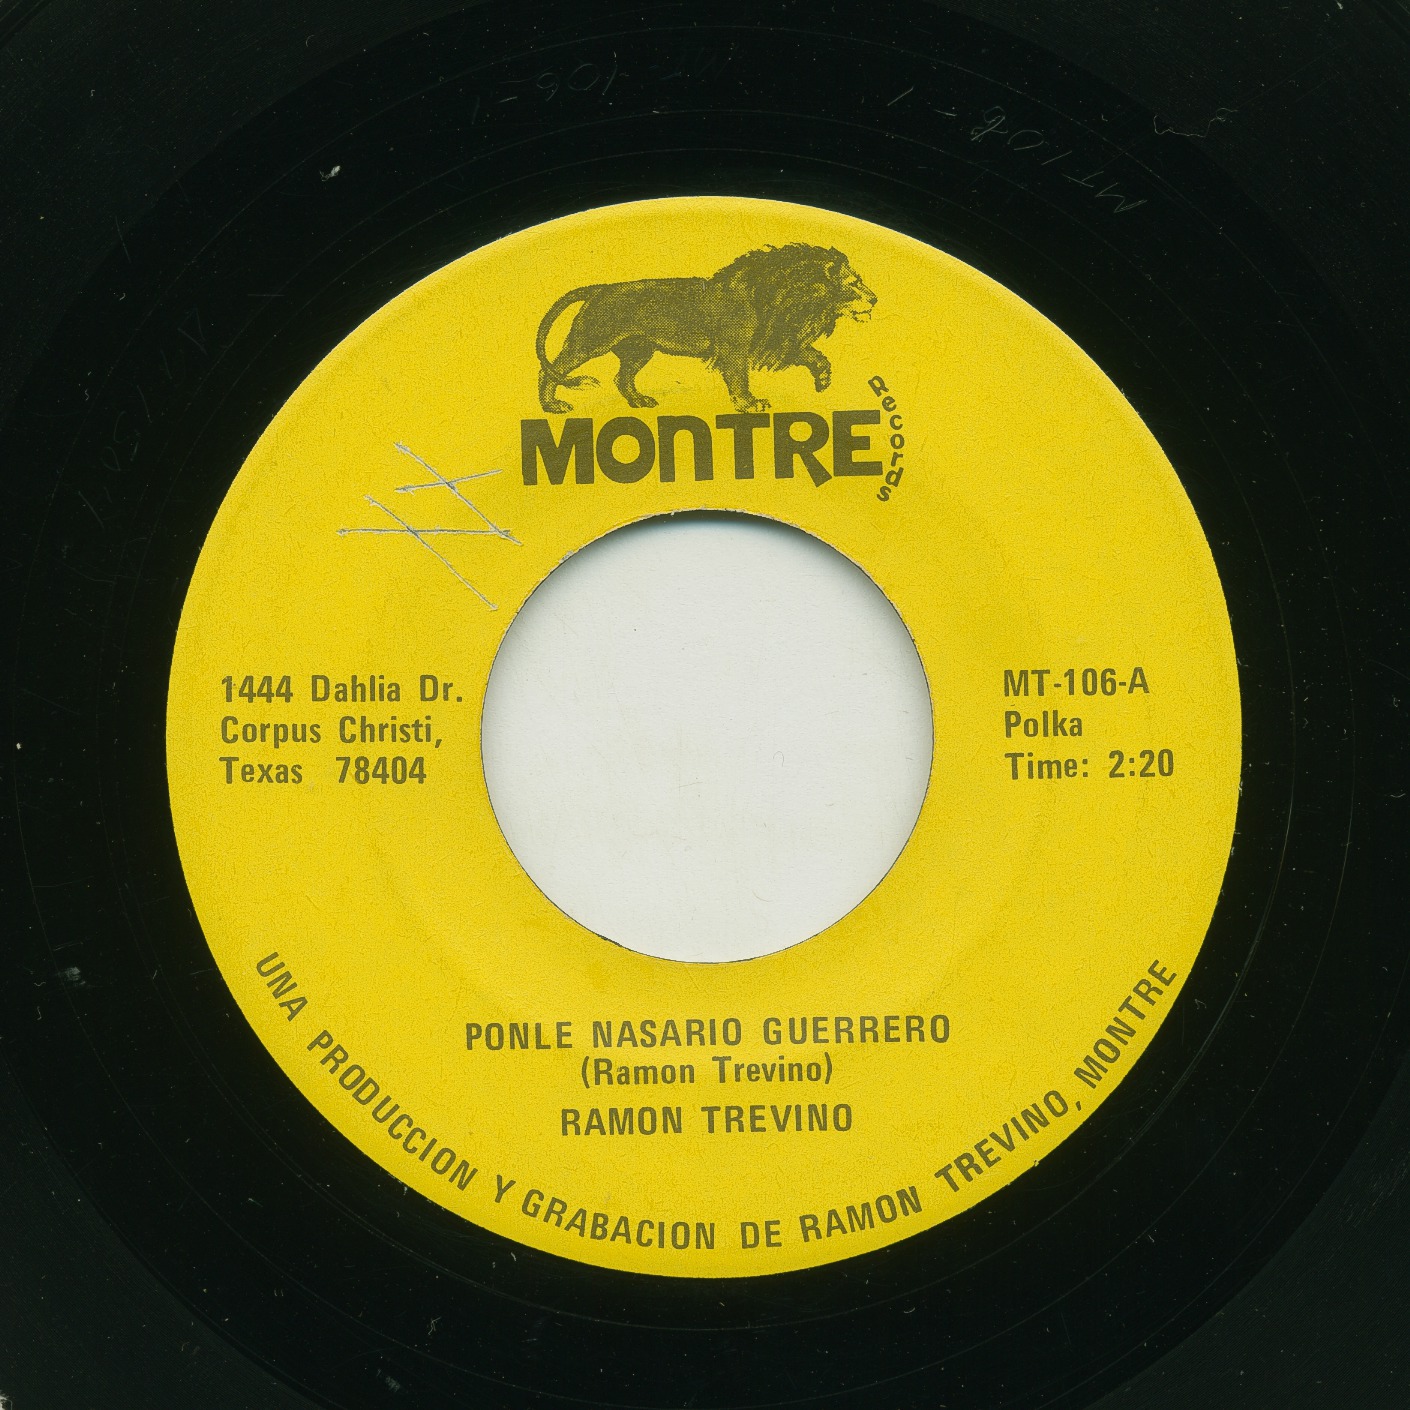 MONTRE
Records
1444 Dahlia Dr.
Corpus Christi,
Texas 78404
MT-106-A
Polka
Time: 2:20
PONLE NASARIO GUERRERO
(Ramon Trevino)
RAMON TREVINO
UNA PRODUCCION Y GRABACION DE RAMON TREVINO, MONTRE